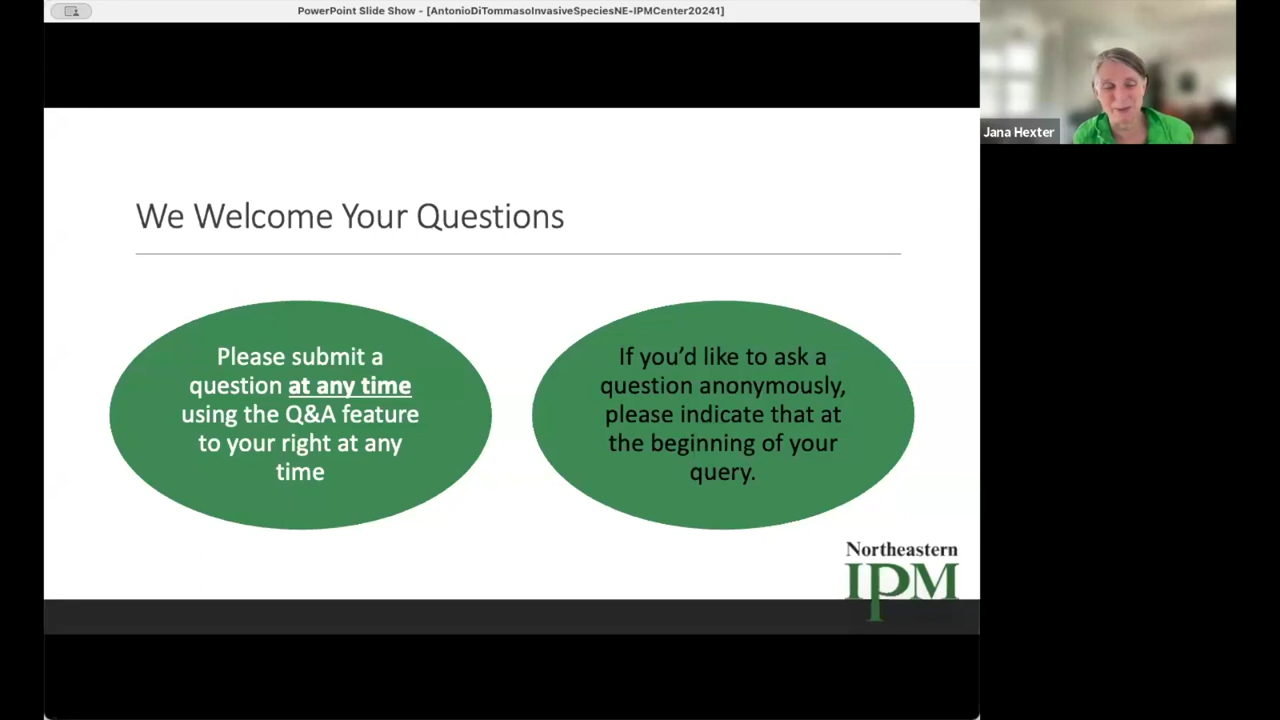 PowerPoint Slide Show - [AntonioDiTommasoInvasiveSpeciesNE-IPMCenter20241]
Jana Hexter
We Welcome Your Questions
Please submit a
question at any time
using the Q&A feature
to your right at any
time
If you’d like to ask a
question anonymously,
please indicate that at
the beginning of your
query.
Northeastern
IPM